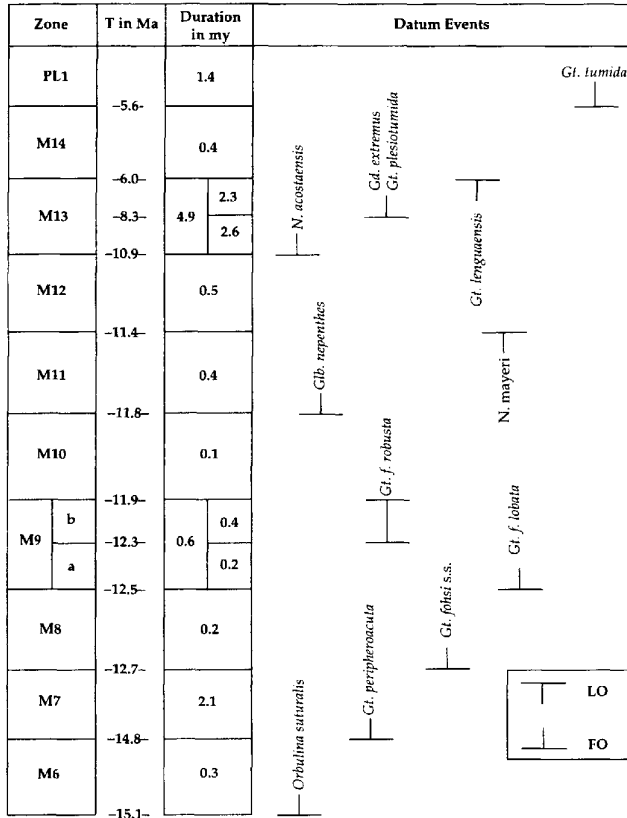 Zone T in Ma Duration in my Datum Events
PL1 1.4
Gt. tumida
–5.6–
M14 0.4
Gd. extremus
Gt. plesiotumida
–6.0–
M13 4.9 2.3
N. acostaensis
–8.3–
2.6
Gt. lenguaensis
–10.9–
M12 0.5
–11.4–
M11 0.4
Glb. nepenthes
N. mayeri
–11.8–
M10 0.1
Gt. f. robusta
–11.9–
M9 b 0.6 0.4
Gt. f. lobata
–12.3–
a 0.2
–12.5–
M8 0.2
Gt. fohsi s.s.
–12.7–
M7 2.1
Gt. peripheroacuta
LO
FO
–14.8–
M6 0.3
Orbulina suturalis
–15.1–